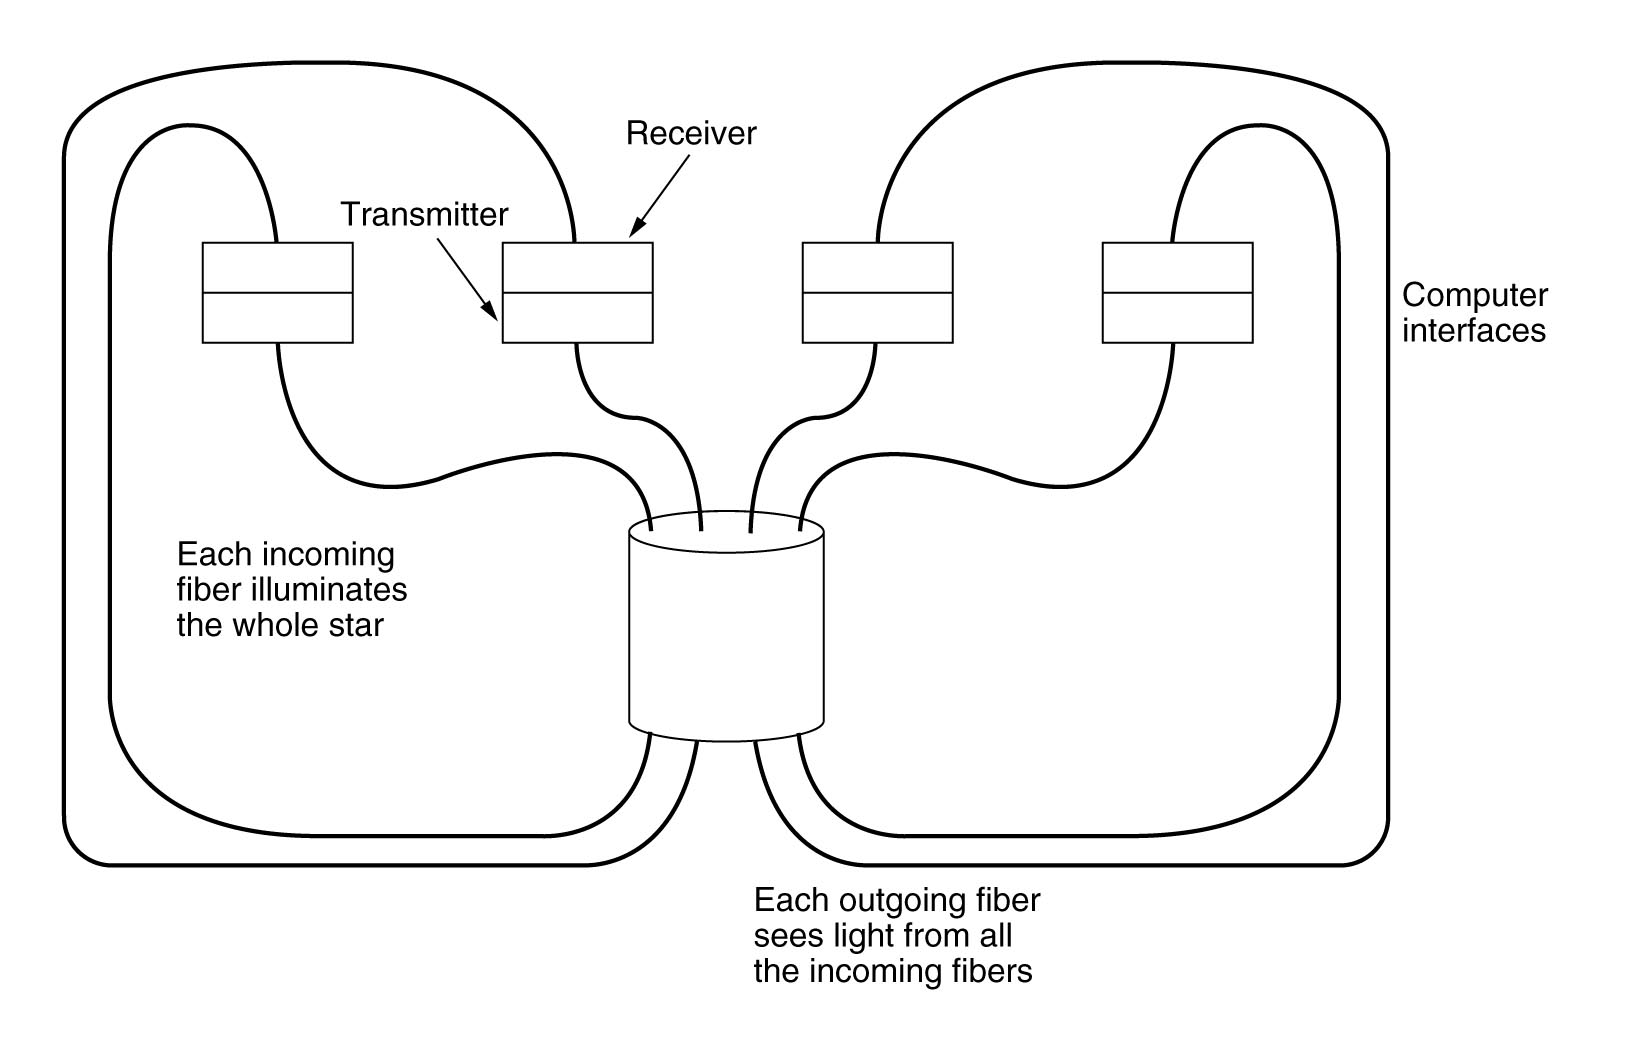 Receiver
Transmitter
Computer
interfaces
Each incoming
fiber illuminates
the whole star
Each outgoing fiber
sees light from all
the incoming fibers